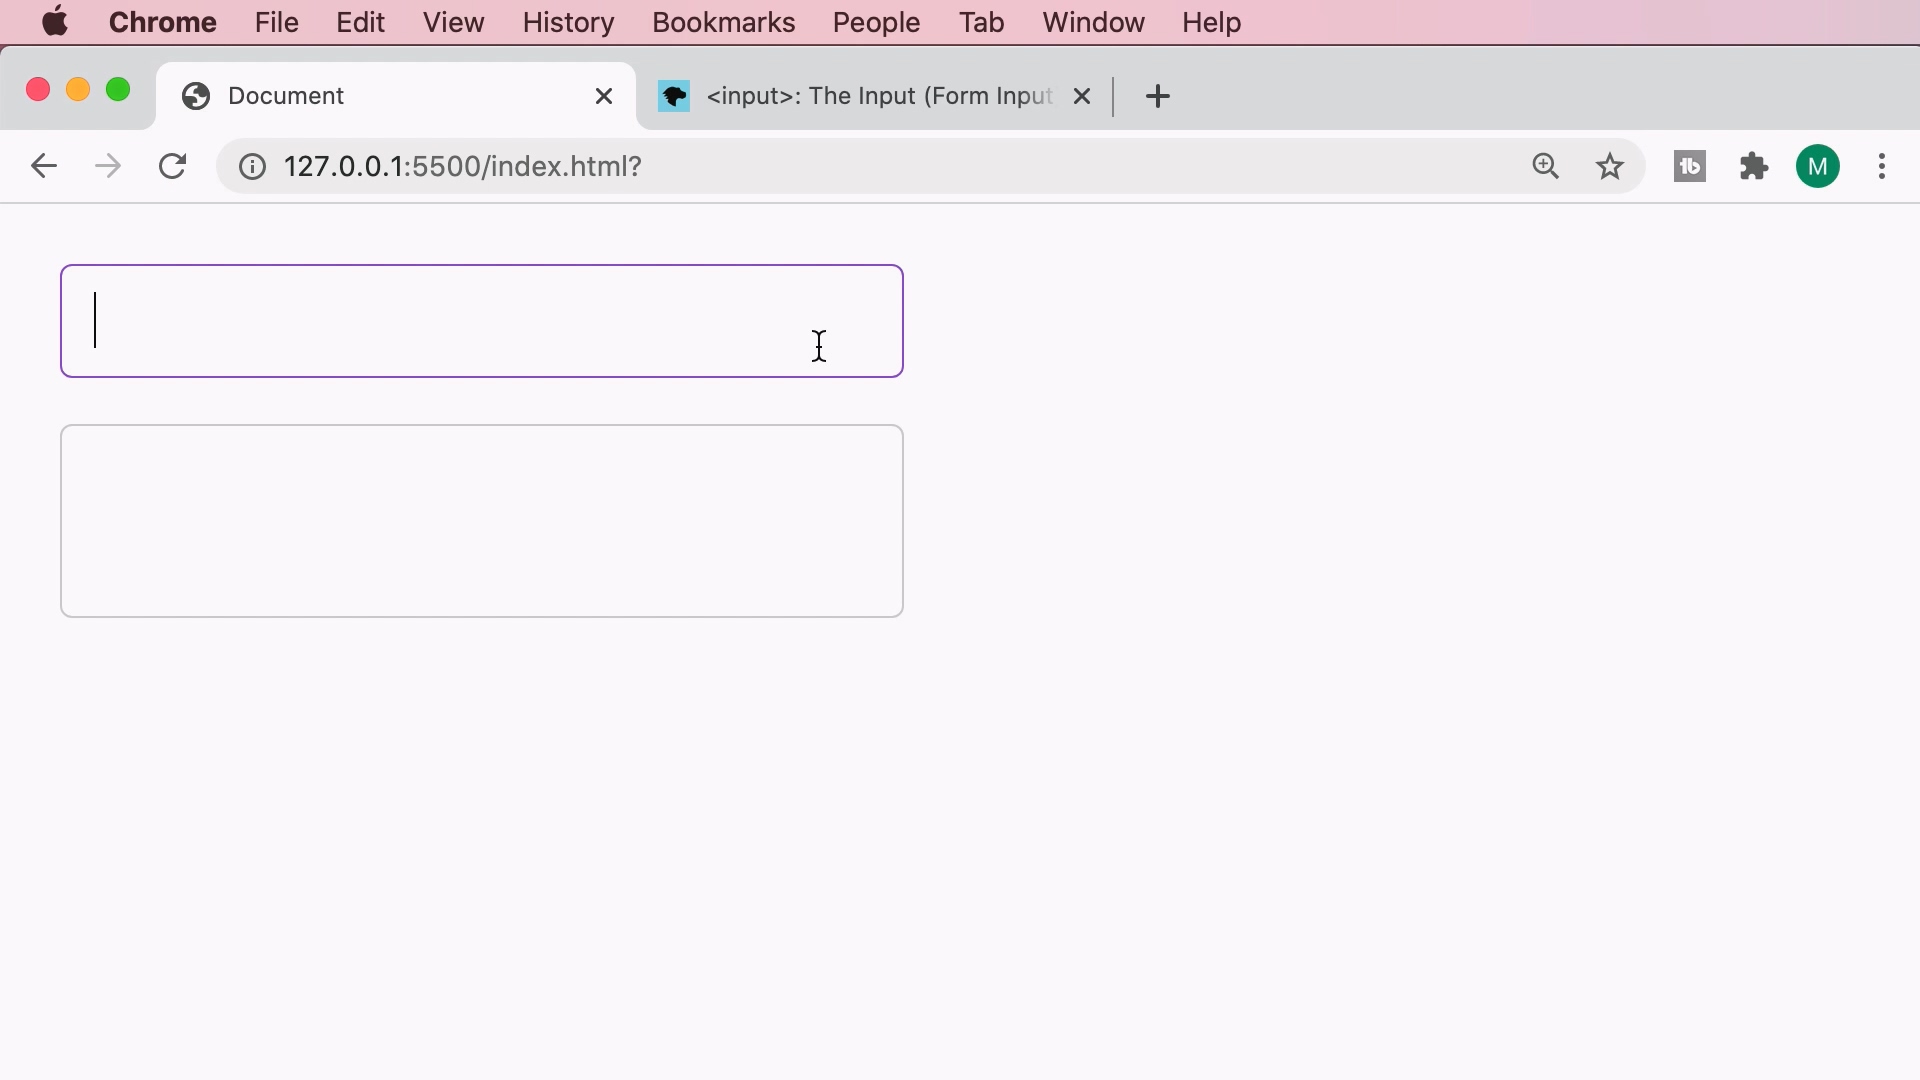 Chrome File Edit View History Bookmarks People Tab Window Help
Document <input>: The Input (Form Input
127.0.0.1:5500/index.html? tb M